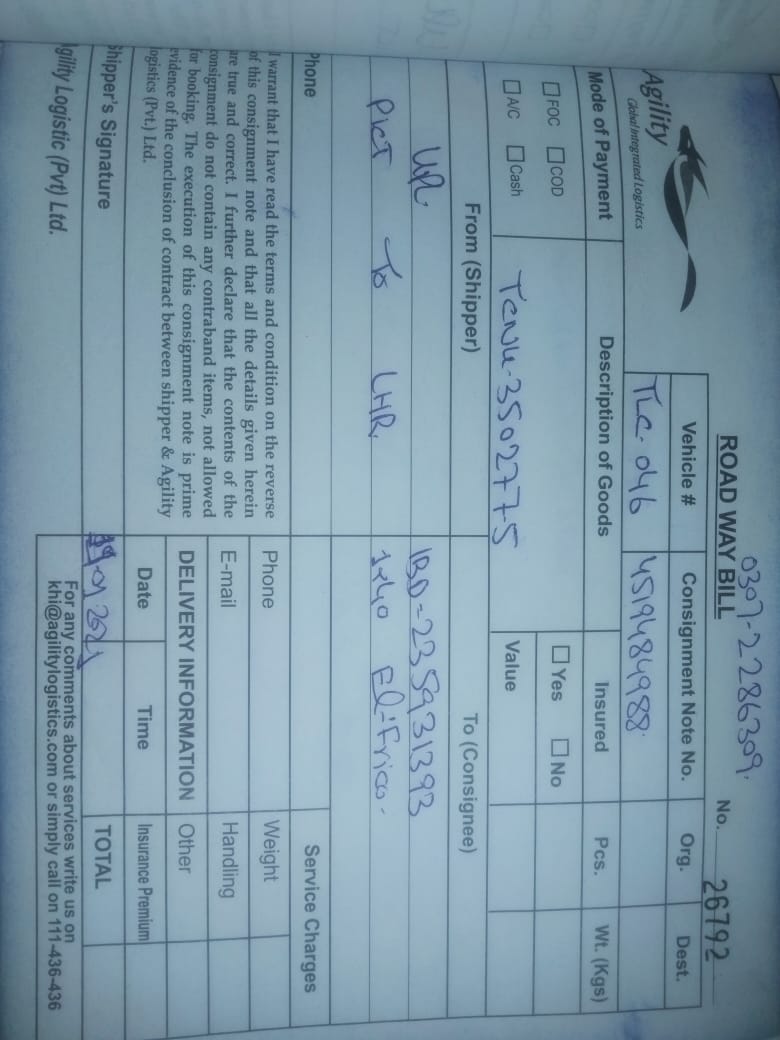 0307-2286309.
ROAD WAY BILL
No. 26792
Agility
Global Integrated Logistics
Vehicle # Consignment Note No. Org. Dest.
TLC-046 4519484988
Mode of Payment Description of Goods Insured Pcs. Wt. (Kgs)
FOC COD Yes No
A/C Cash TCNU-3502775 Value
From (Shipper) To (Consignee)
IBD-235931393
PICT To LHR 1x40 El-Frico-
Phone Service Charges
I warrant that I have read the terms and condition on the reverse
of this consignment note and that all the details given herein
are true and correct. I further declare that the contents of the
consignment do not contain any contraband items, not allowed
for booking. The execution of this consignment note is prime
evidence of the conclusion of contract between shipper & Agility
ogistics (Pvt.) Ltd.
Phone Weight
E-mail Handling
DELIVERY INFORMATION Other
Date Time Insurance Premium
Shipper's Signature 2021 TOTAL
gility Logistic (Pvt) Ltd.
For any comments about services write us on
khi@agilitylogistics.com or simply call on 111-436-436